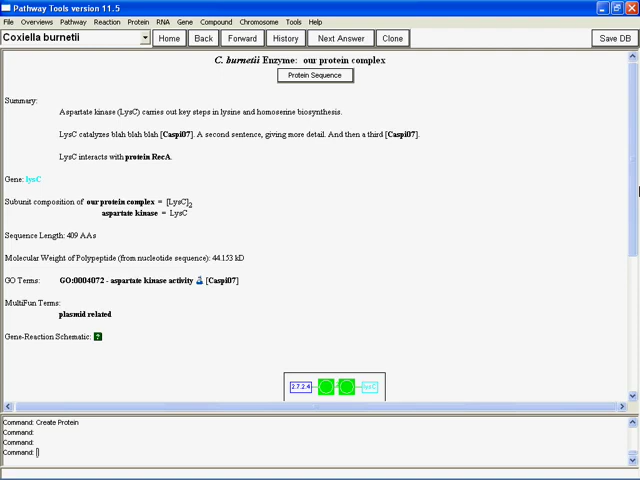 Pathway Tools version 11.5
File Overviews Pathway Reaction Protein RNA Gene Compound Chromosome Tools Help
Coxiella burnetii Home Back Forward History Next Answer Clone Save DB
C. burnetii Enzyme: our protein complex
Protein Sequence
Summary:
Aspartate kinase (LysC) carries out key steps in lysine and homoserine biosynthesis.
LysC catalyzes blah blah blah [Caspi07]. A second sentence, giving more detail. And then a third [Caspi07].
LysC interacts with protein RecA.
Gene: lysC
Subunit composition of our protein complex = [LysC]2
aspartate kinase = LysC
Sequence Length: 409 AAs
Molecular Weight of Polypeptide (from nucleotide sequence): 44.153 kD
GO Terms: GO:0004072 - aspartate kinase activity [Caspi07]
MultiFun Terms:
plasmid related
Gene-Reaction Schematic: ?
2.7.2.4 lysC
Command: Create Protein
Command:
Command:
Command: